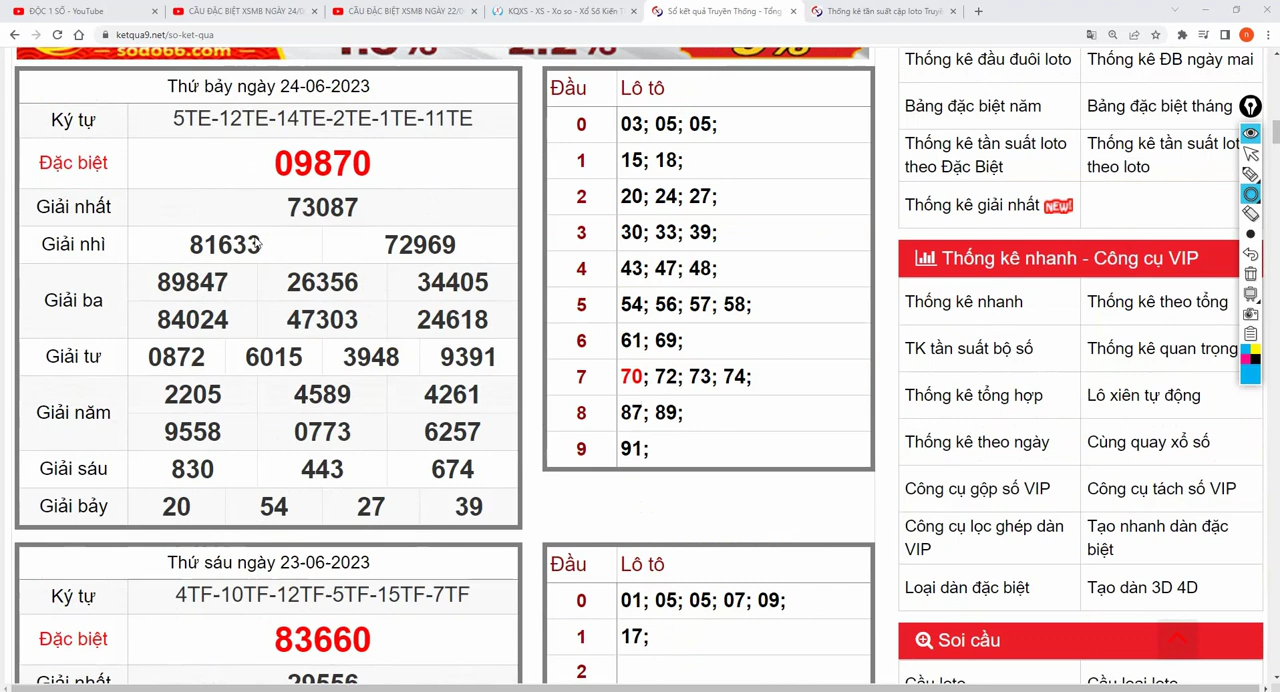 ĐỘC 1 SỐ - YouTube
CẦU ĐẶC BIỆT XSMB NGÀY 24/0
CẦU ĐẶC BIỆT XSMB NGÀY 22/0
KQXS - XS - Xo so - Xổ Số Kiến T
Sổ kết quả Truyền Thống - Tổng
Thống kê tần suất cặp loto Truyề
ketqua9.net/so-ket-qua
sodo66.com
Thứ bảy ngày 24-06-2023
Ký tự 5TE-12TE-14TE-2TE-1TE-11TE
Đặc biệt 09870
Giải nhất 73087
Giải nhì 81633 72969
Giải ba 89847 26356 34405
84024 47303 24618
Giải tư 0872 6015 3948 9391
Giải năm 2205 4589 4261
9558 0773 6257
Giải sáu 830 443 674
Giải bảy 20 54 27 39
Đầu Lô tô
0 03; 05; 05;
1 15; 18;
2 20; 24; 27;
3 30; 33; 39;
4 43; 47; 48;
5 54; 56; 57; 58;
6 61; 69;
7 70; 72; 73; 74;
8 87; 89;
9 91;
Thứ sáu ngày 23-06-2023
Ký tự 4TF-10TF-12TF-5TF-15TF-7TF
Đặc biệt 83660
Giải nhất 29556
Đầu Lô tô
0 01; 05; 05; 07; 09;
1 17;
2
Thống kê đầu đuôi loto Thống kê ĐB ngày mai
Bảng đặc biệt năm Bảng đặc biệt tháng
Thống kê tần suất loto Thống kê tần suất lot
theo Đặc Biệt theo loto
Thống kê giải nhất NEW!
Thống kê nhanh - Công cụ VIP
Thống kê nhanh Thống kê theo tổng
TK tần suất bộ số Thống kê quan trọng
Thống kê tổng hợp Lô xiên tự động
Thống kê theo ngày Cùng quay xổ số
Công cụ gộp số VIP Công cụ tách số VIP
Công cụ lọc ghép dàn Tạo nhanh dàn đặc
VIP biệt
Loại dàn đặc biệt Tạo dàn 3D 4D
Soi cầu
Cầu loto Cầu loại loto